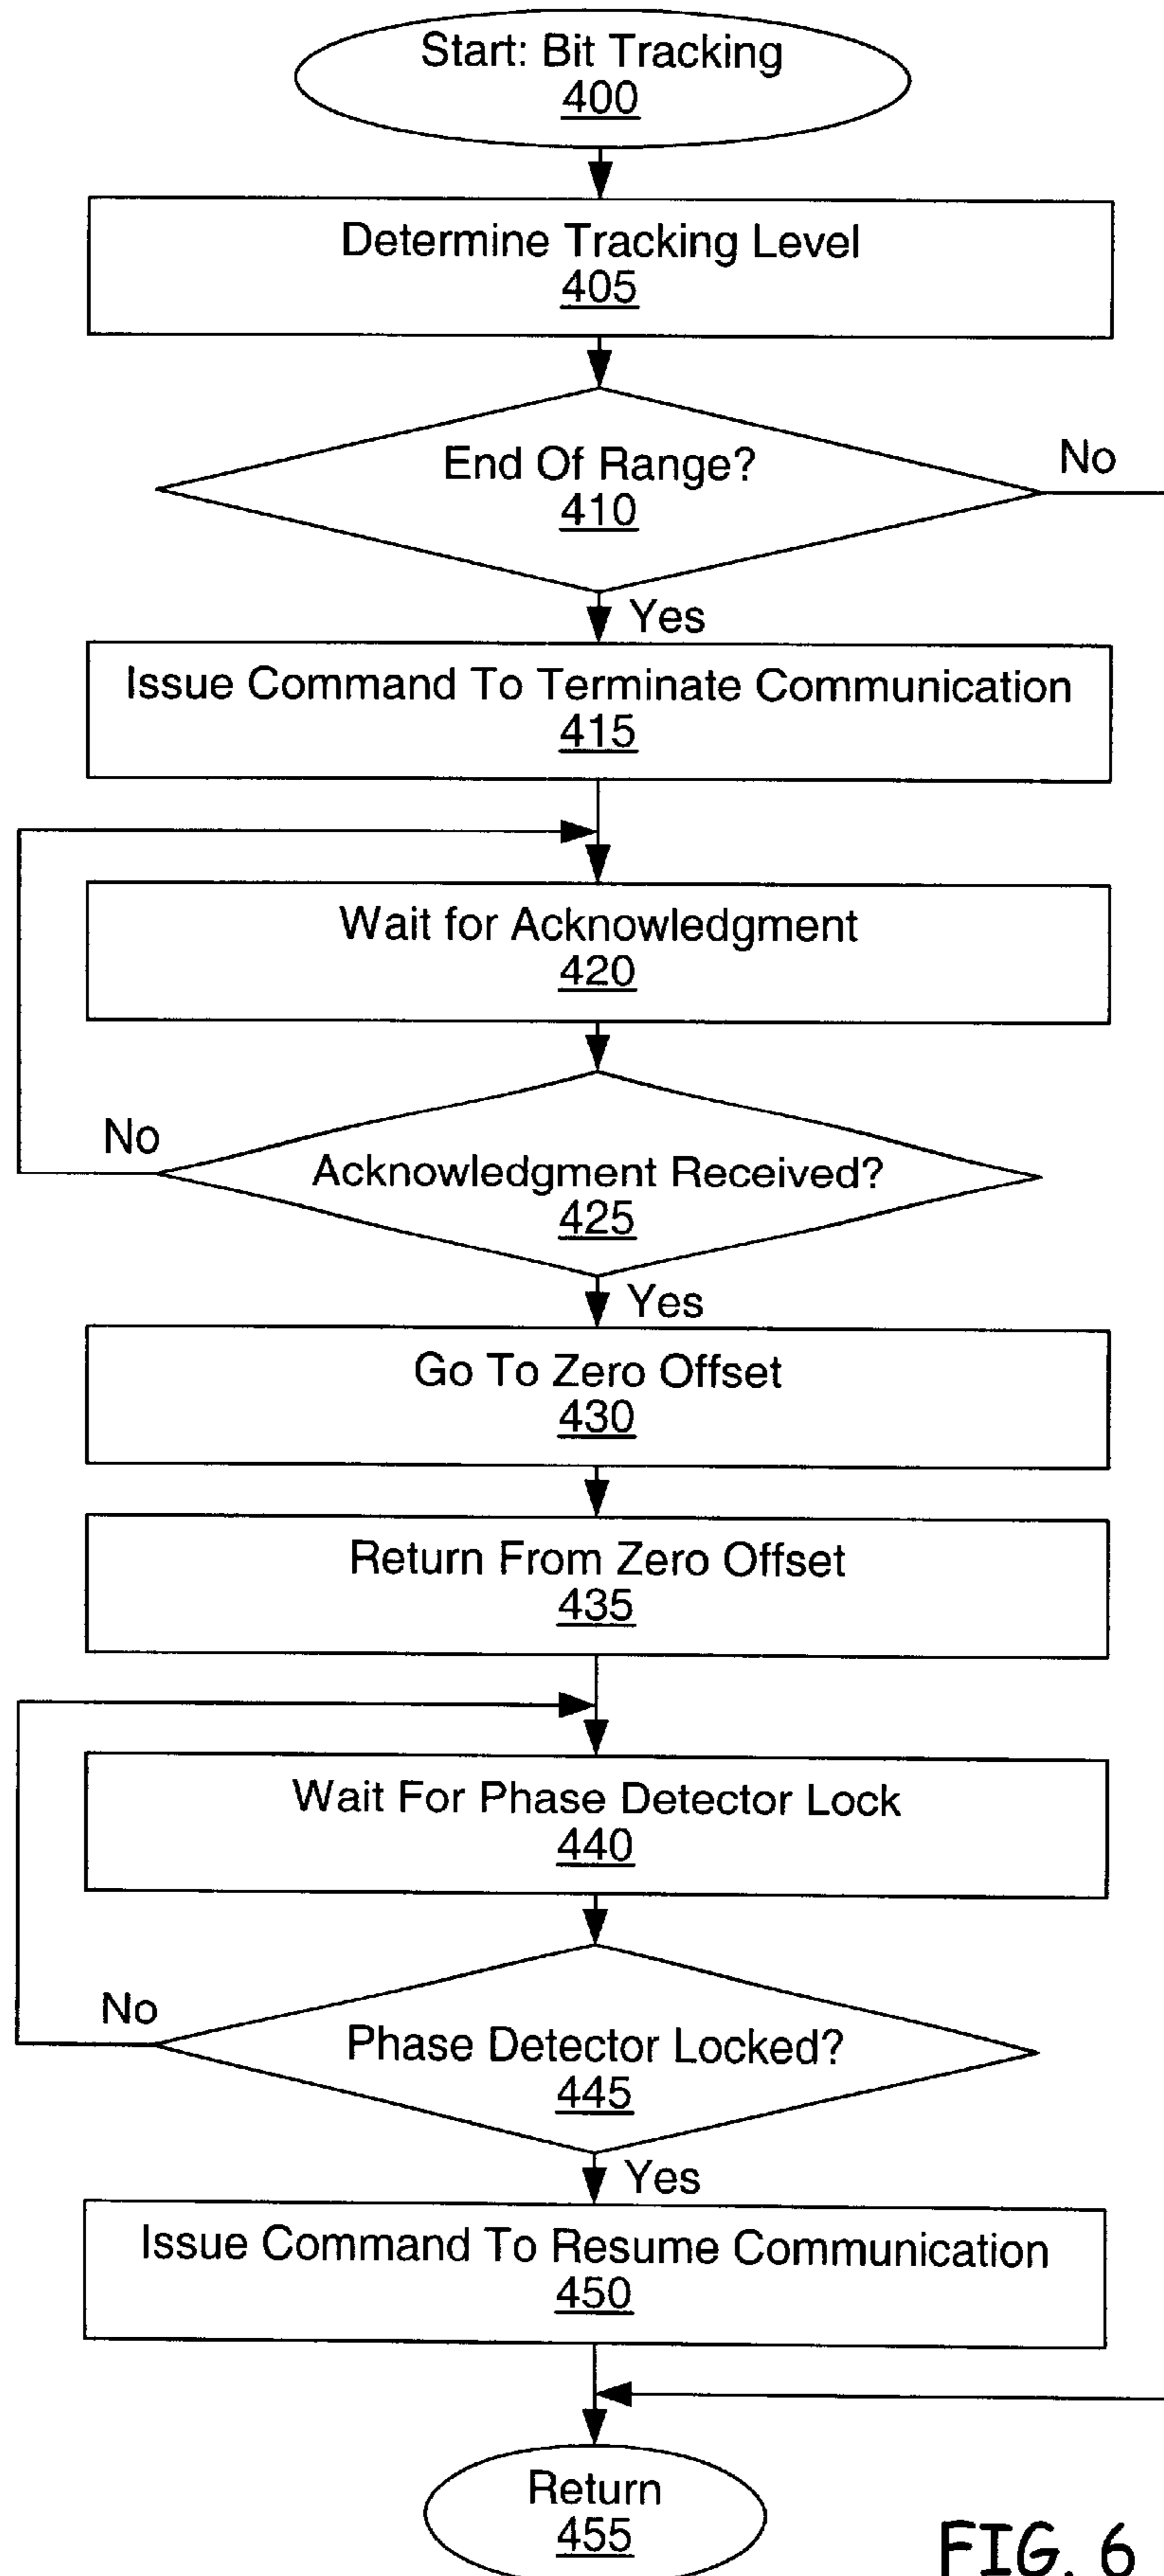 Start: Bit Tracking
400
Determine Tracking Level
405
End Of Range?
410
No
Yes
Issue Command To Terminate Communication
415
Wait for Acknowledgment
420
No
Acknowledgment Received?
425
Yes
Go To Zero Offset
430
Return From Zero Offset
435
Wait For Phase Detector Lock
440
No
Phase Detector Locked?
445
Yes
Issue Command To Resume Communication
450
Return
455
FIG. 6